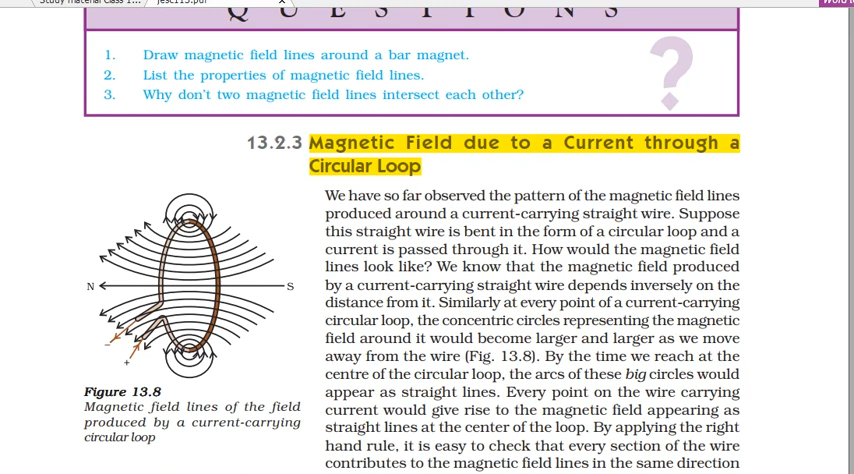 Study material Class 1...
jesc113.pdf
Word to
QUESTIONS
1. Draw magnetic field lines around a bar magnet.
2. List the properties of magnetic field lines.
3. Why don't two magnetic field lines intersect each other?
?
13.2.3 Magnetic Field due to a Current through a
Circular Loop
N
S
–
+
Figure 13.8
Magnetic field lines of the field
produced by a current-carrying
circular loop
We have so far observed the pattern of the magnetic field lines
produced around a current-carrying straight wire. Suppose
this straight wire is bent in the form of a circular loop and a
current is passed through it. How would the magnetic field
lines look like? We know that the magnetic field produced
by a current-carrying straight wire depends inversely on the
distance from it. Similarly at every point of a current-carrying
circular loop, the concentric circles representing the magnetic
field around it would become larger and larger as we move
away from the wire (Fig. 13.8). By the time we reach at the
centre of the circular loop, the arcs of these big circles would
appear as straight lines. Every point on the wire carrying
current would give rise to the magnetic field appearing as
straight lines at the center of the loop. By applying the right
hand rule, it is easy to check that every section of the wire
contributes to the magnetic field lines in the same direction